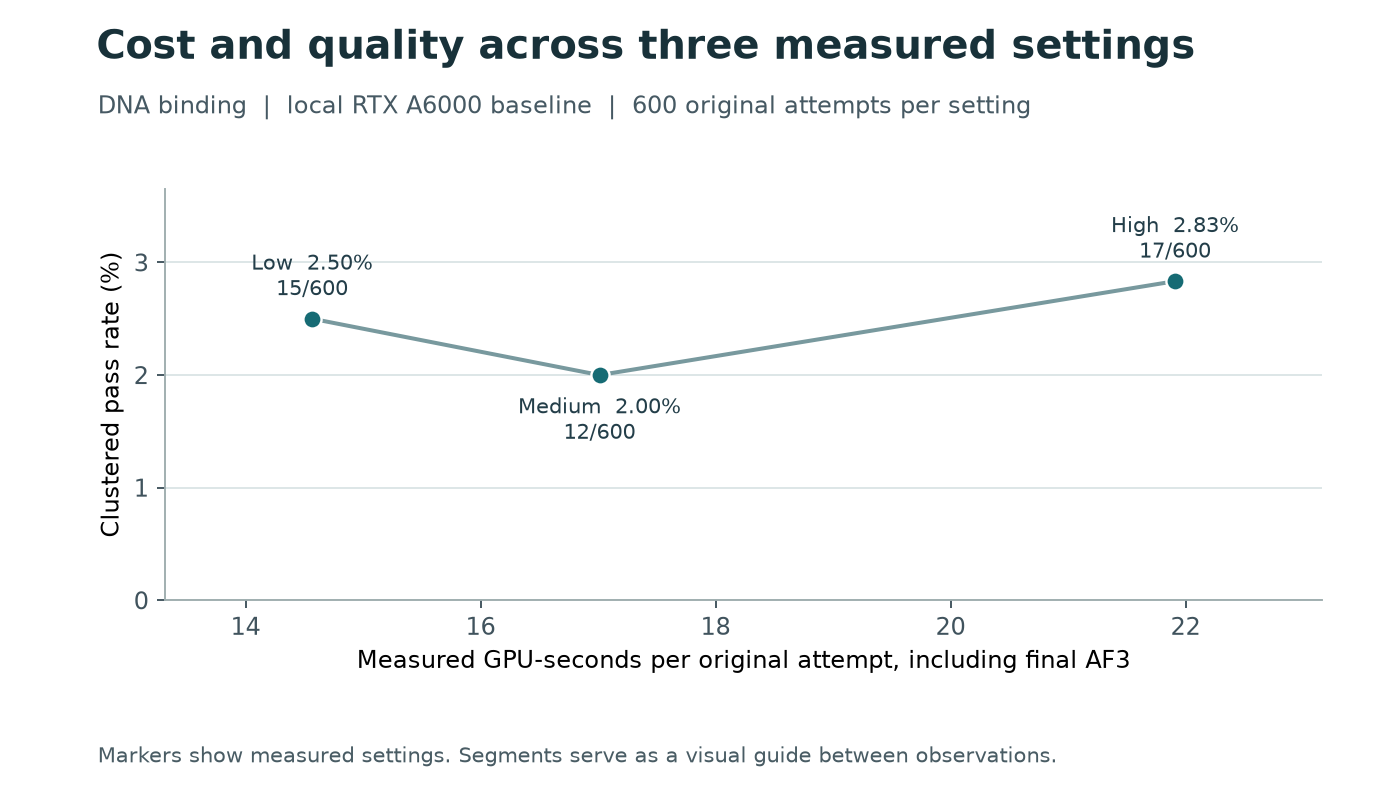 Cost and quality across three measured settings
DNA binding | local RTX A6000 baseline | 600 original attempts per setting
Clustered pass rate (%)
3
2
1
0
Low 2.50%
15/600
Medium 2.00%
12/600
High 2.83%
17/600
14 16 18 20 22
Measured GPU-seconds per original attempt, including final AF3
Markers show measured settings. Segments serve as a visual guide between observations.